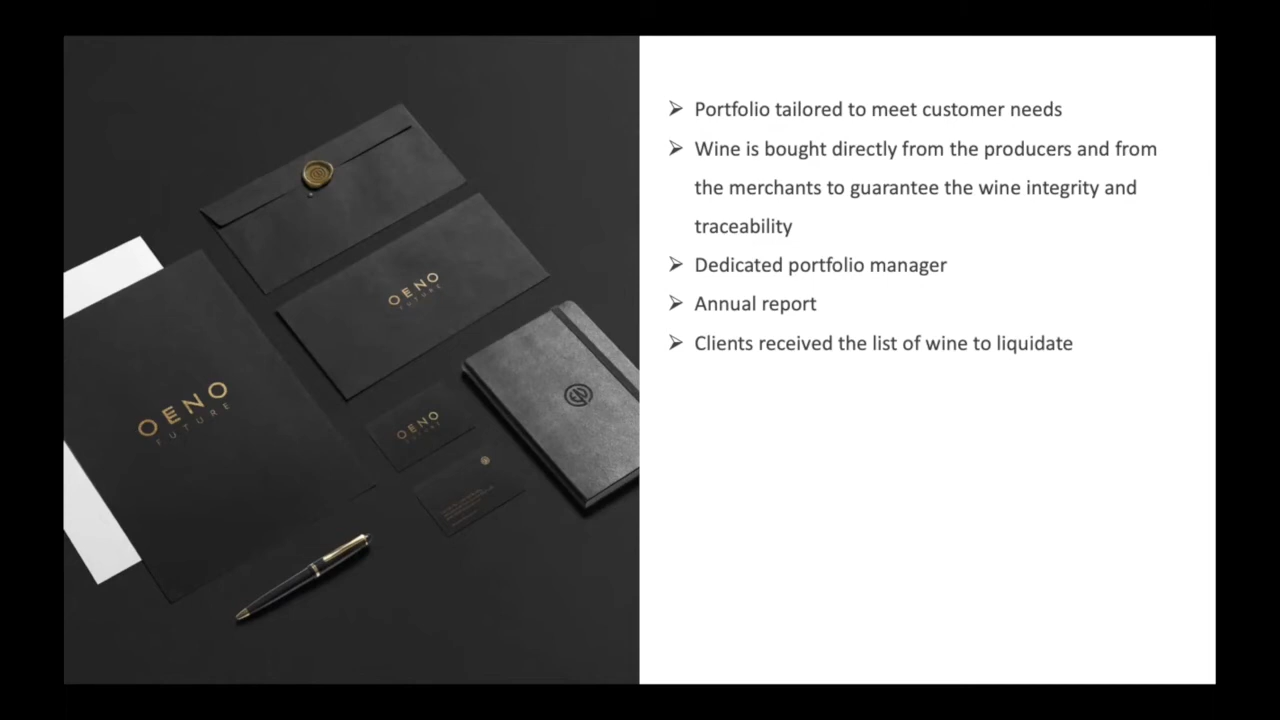 OENO
FUTURE
OENO
FUTURE
OENO
FUTURE
➢ Portfolio tailored to meet customer needs
➢ Wine is bought directly from the producers and from
the merchants to guarantee the wine integrity and
traceability
➢ Dedicated portfolio manager
➢ Annual report
➢ Clients received the list of wine to liquidate